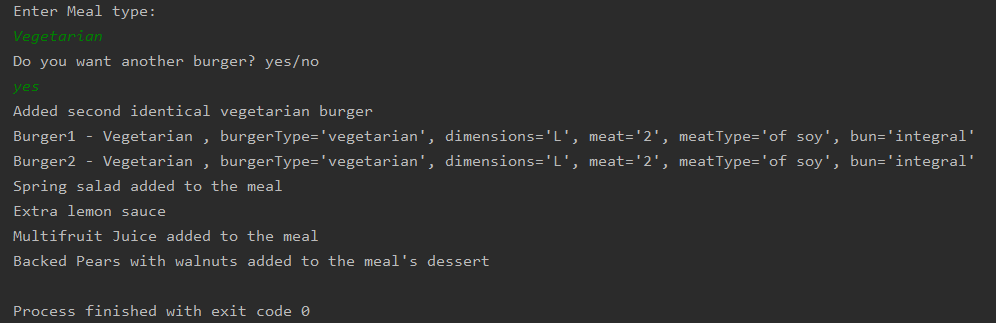 Enter Meal type:
Vegetarian
Do you want another burger? yes/no
yes
Added second identical vegetarian burger
Burger1 - Vegetarian , burgerType='vegetarian', dimensions='L', meat='2', meatType='of soy', bun='integral'
Burger2 - Vegetarian , burgerType='vegetarian', dimensions='L', meat='2', meatType='of soy', bun='integral'
Spring salad added to the meal
Extra lemon sauce
Multifruit Juice added to the meal
Backed Pears with walnuts added to the meal's dessert
Process finished with exit code 0